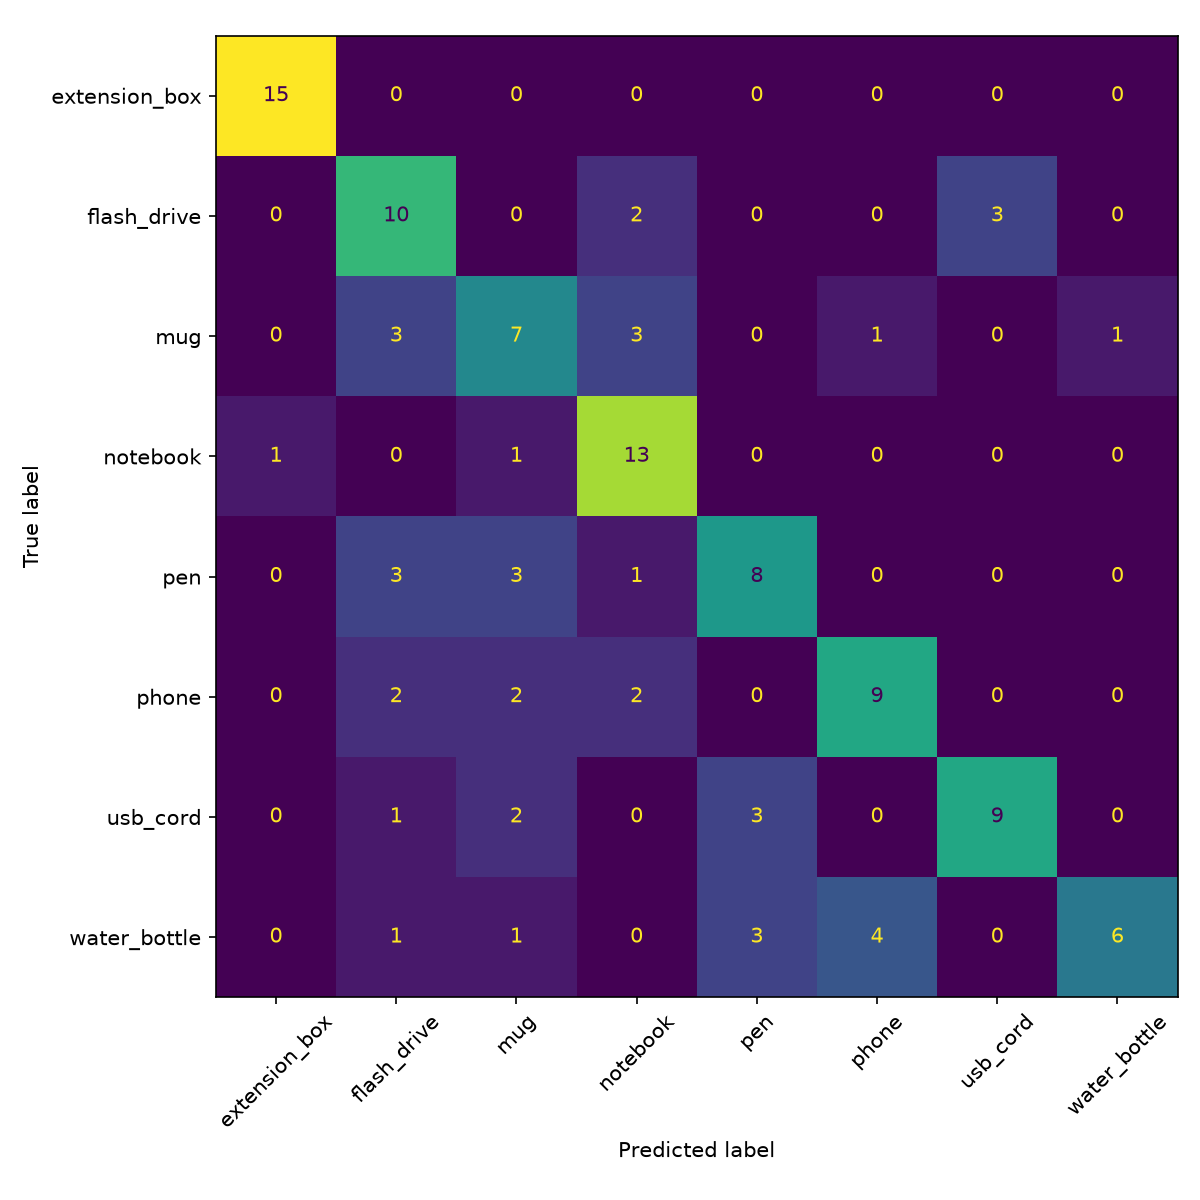 extension_box 15 0 0 0 0 0 0 0
flash_drive 0 10 0 2 0 0 3 0
mug 0 3 7 3 0 1 0 1
notebook 1 0 1 13 0 0 0 0
pen 0 3 3 1 8 0 0 0
phone 0 2 2 2 0 9 0 0
usb_cord 0 1 2 0 3 0 9 0
water_bottle 0 1 1 0 3 4 0 6
True label
extension_box flash_drive mug notebook pen phone usb_cord water_bottle
Predicted label